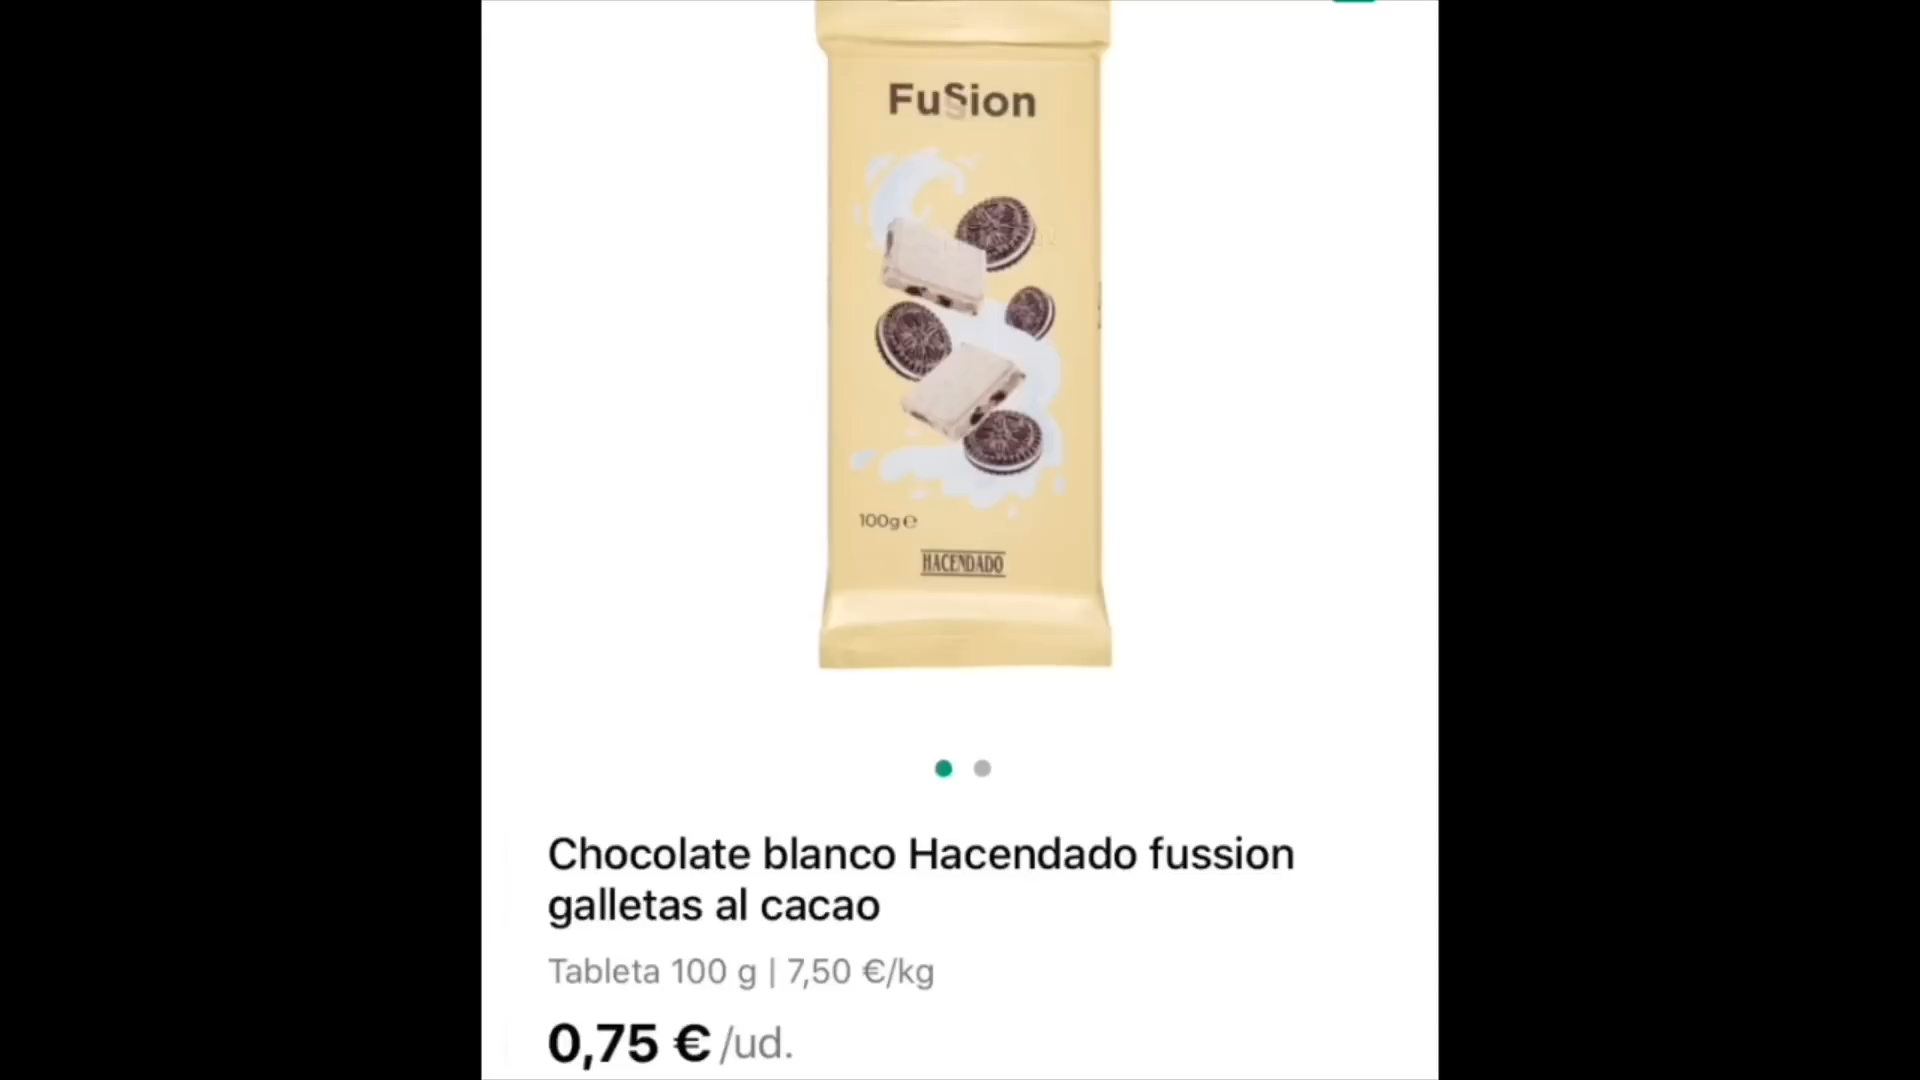 FuSion
100g℮
HACENDADO
Chocolate blanco Hacendado fussion
galletas al cacao
Tableta 100 g | 7,50 €/kg
0,75 € /ud.